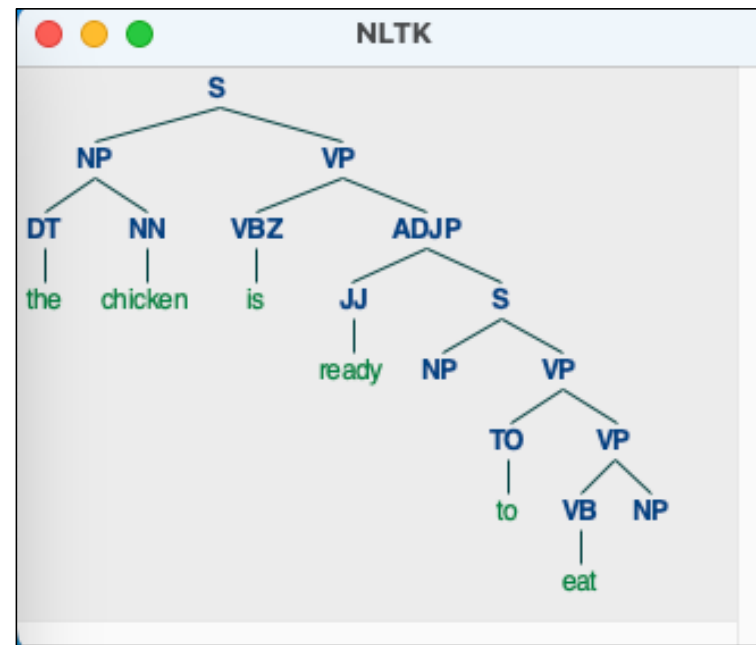 NLTK
S
NP VP
DT NN VBZ ADJP
the chicken is JJ S
ready NP VP
TO VP
to VB NP
eat